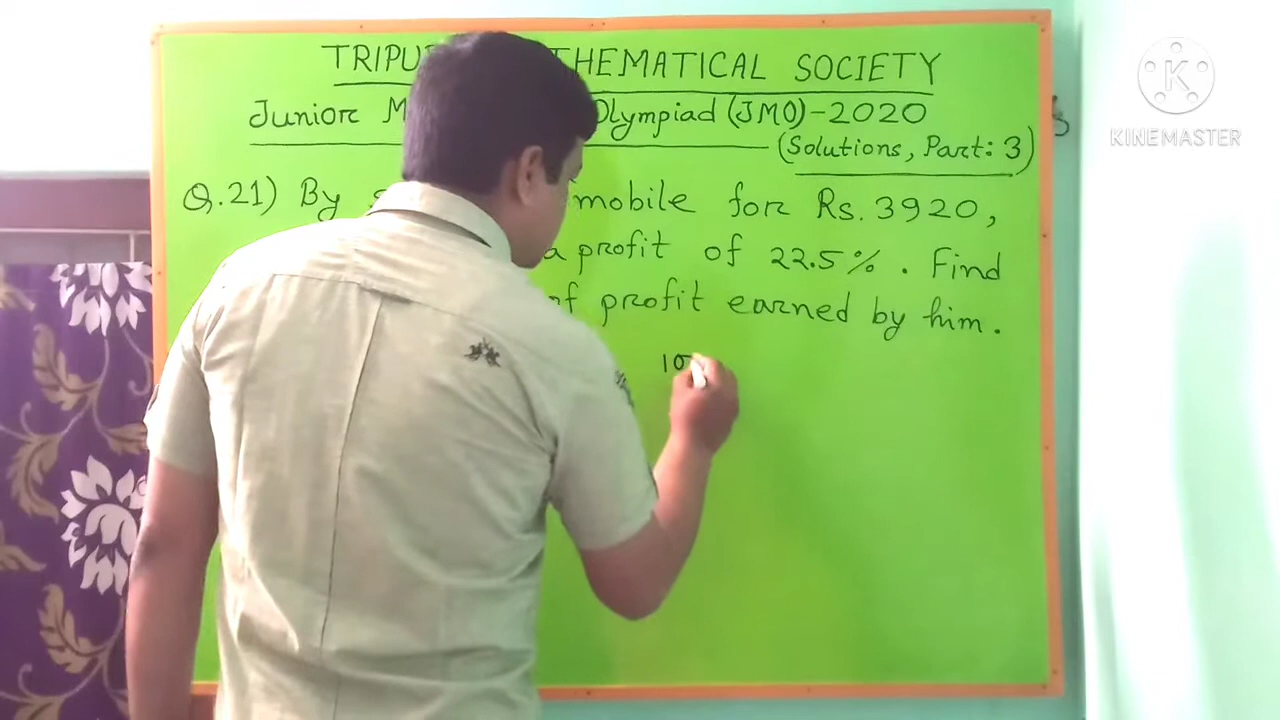 TRIPU THEMATICAL SOCIETY
Junior M Olympiad (JMO)-2020
(Solutions, Part: 3)
Q.21) By mobile for Rs. 3920,
a profit of 22.5%. Find
of profit earned by him.
10
K
KINEMASTER